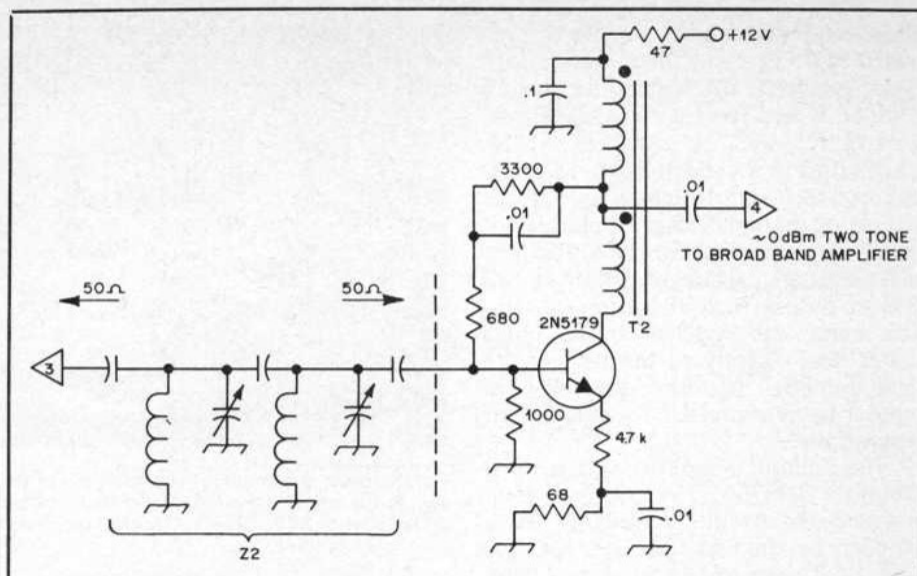 +12V
47
.1
3300
.01
.01
4
~0dBm TWO TONE
TO BROAD BAND AMPLIFIER
50Ω
50Ω
680
2N5179
T2
3
1000
4.7k
68
.01
Z2